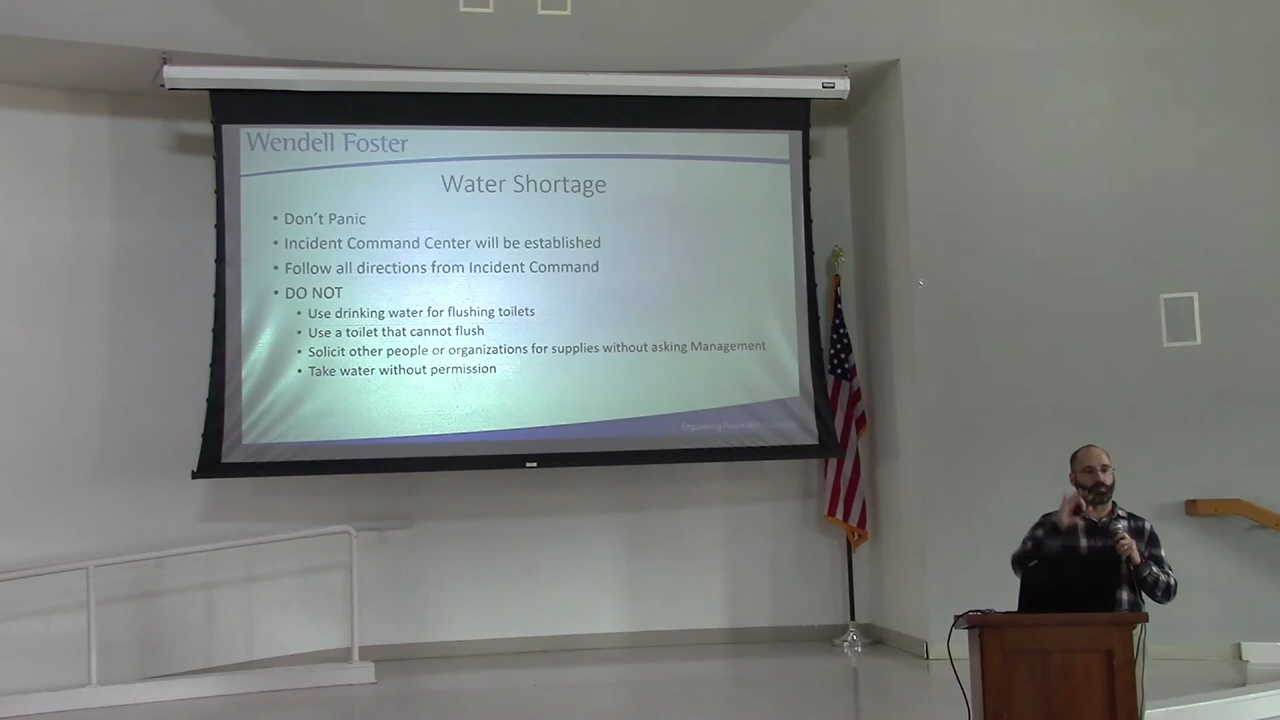 Wendell Foster
Water Shortage
• Don't Panic
• Incident Command Center will be established
• Follow all directions from Incident Command
• DO NOT
• Use drinking water for flushing toilets
• Use a toilet that cannot flush
• Solicit other people or organizations for supplies without asking Management
• Take water without permission
Empowering